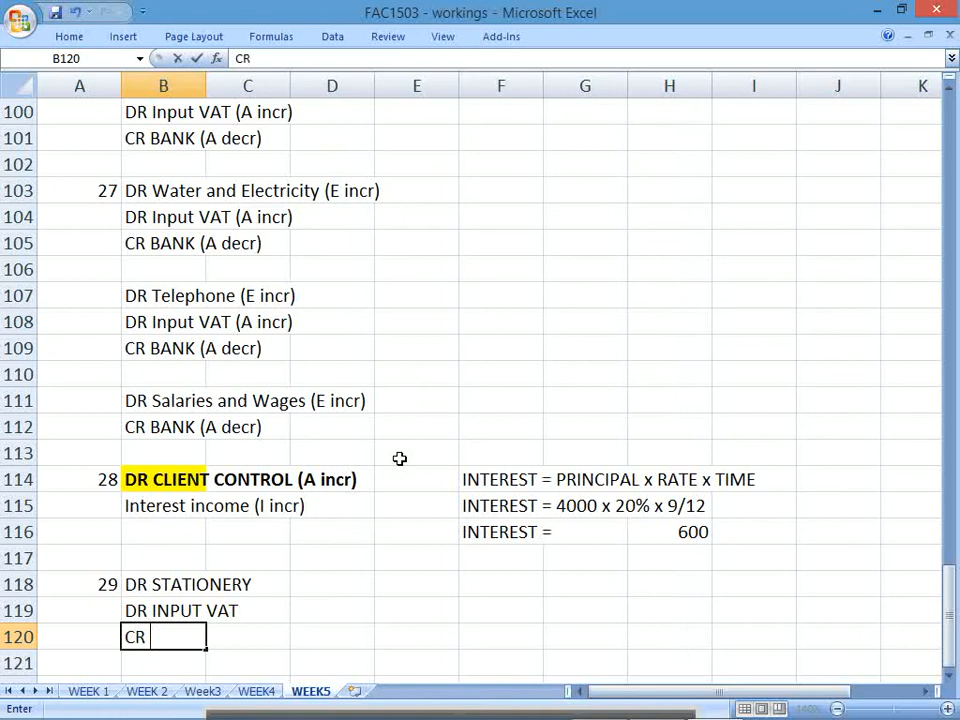 FAC1503 - workings - Microsoft Excel
Home Insert Page Layout Formulas Data Review View Add-Ins
B120 fx CR
A B C D E F G H I J K
100 DR Input VAT (A incr)
101 CR BANK (A decr)
102
103 27 DR Water and Electricity (E incr)
104 DR Input VAT (A incr)
105 CR BANK (A decr)
106
107 DR Telephone (E incr)
108 DR Input VAT (A incr)
109 CR BANK (A decr)
110
111 DR Salaries and Wages (E incr)
112 CR BANK (A decr)
113
114 28 DR CLIENT CONTROL (A incr) INTEREST = PRINCIPAL x RATE x TIME
115 Interest income (I incr) INTEREST = 4000 x 20% x 9/12
116 INTEREST = 600
117
118 29 DR STATIONERY
119 DR INPUT VAT
120 CR
121
WEEK 1 WEEK 2 Week3 WEEK4 WEEK5
Enter 140%